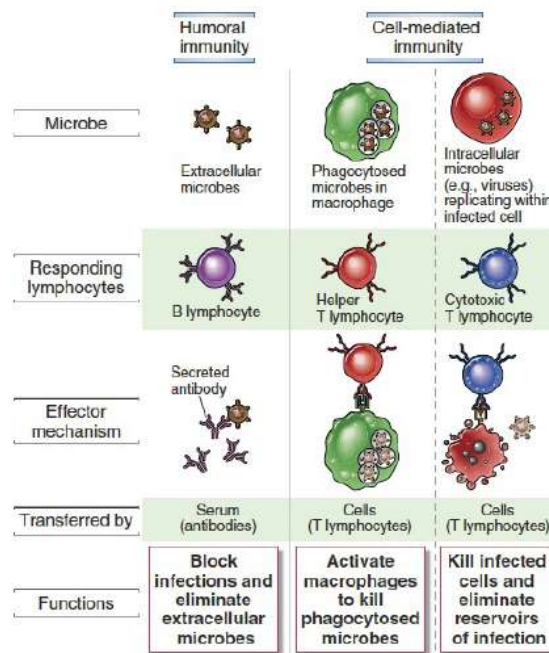 Humoral
immunity
Cell-mediated
immunity
Microbe
Extracellular
microbes
Phagocytosed
microbes in
macrophage
Intracellular
microbes
(e.g., viruses)
replicating within
infected cell
Responding
lymphocytes
B lymphocyte
Helper
T lymphocyte
Cytotoxic
T lymphocyte
Effector
mechanism
Secreted
antibody
Transferred by
Serum
(antibodies)
Cells
(T lymphocytes)
Cells
(T lymphocytes)
Functions
Block
infections and
eliminate
extracellular
microbes
Activate
macrophages
to kill
phagocytosed
microbes
Kill infected
cells and
eliminate
reservoirs
of infection